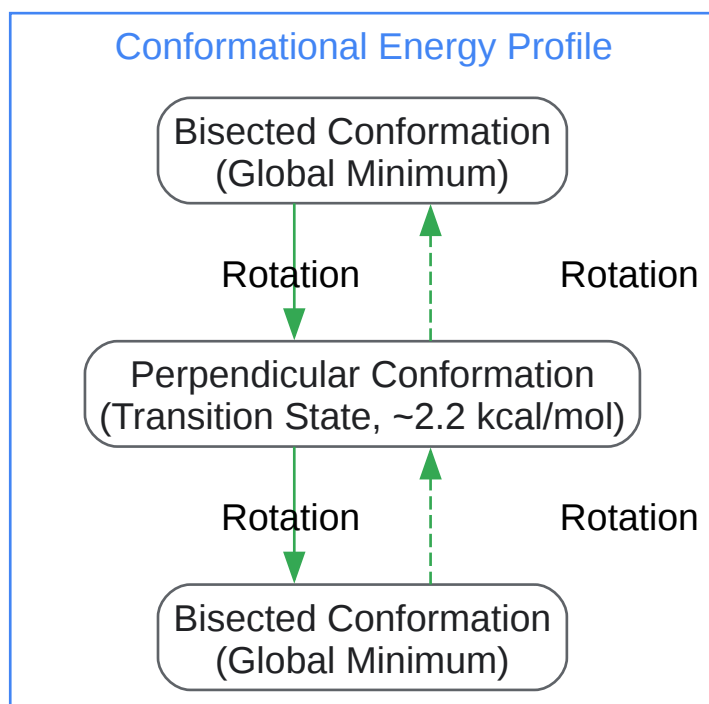 Conformational Energy Profile
Bisected Conformation
(Global Minimum)
Rotation
Rotation
Perpendicular Conformation
(Transition State, ~2.2 kcal/mol)
Rotation
Rotation
Bisected Conformation
(Global Minimum)